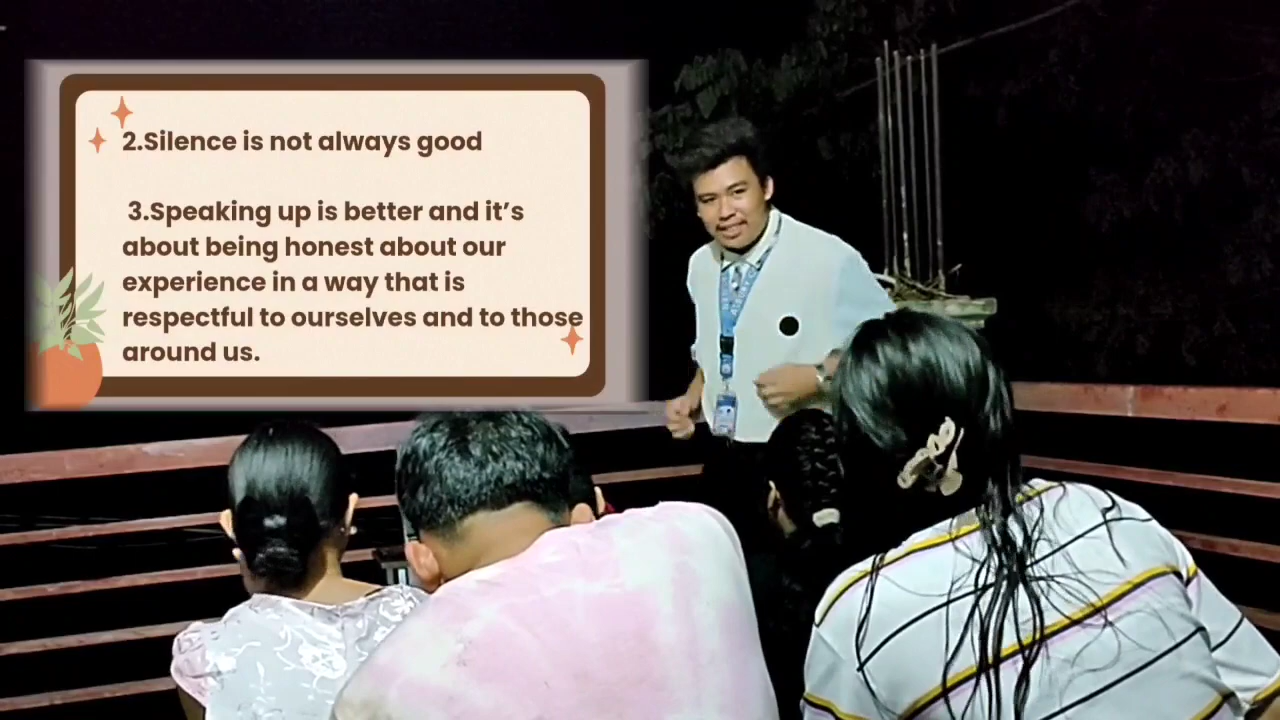 2.Silence is not always good
3.Speaking up is better and it’s
about being honest about our
experience in a way that is
respectful to ourselves and to those
around us.